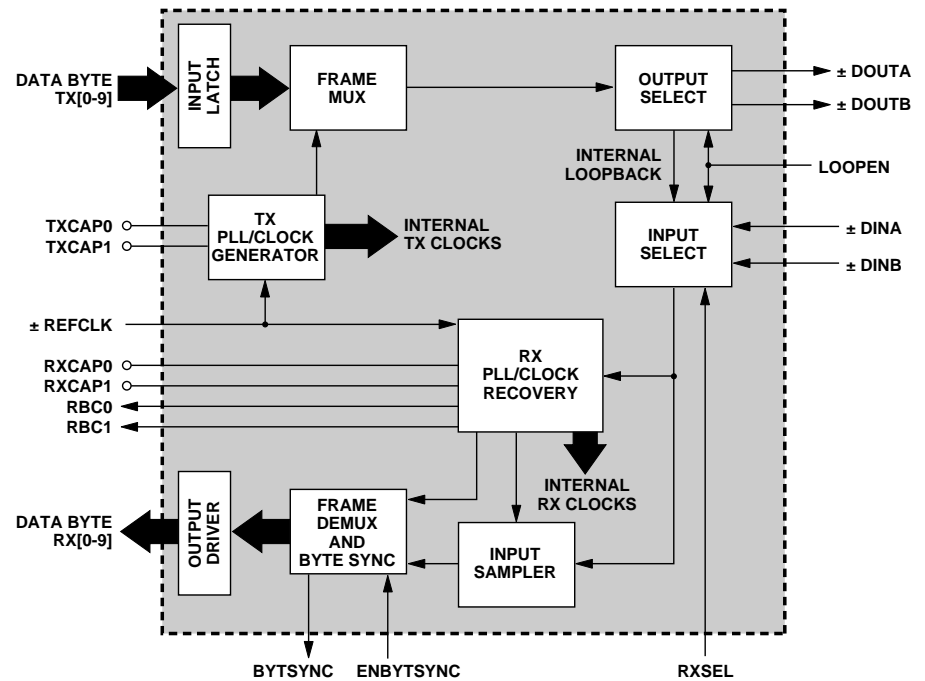 DATA BYTE
TX[0-9]
INPUT
LATCH
FRAME
MUX
OUTPUT
SELECT
± DOUTA
± DOUTB
INTERNAL
LOOPBACK
LOOPEN
TXCAP0
TXCAP1
TX
PLL/CLOCK
GENERATOR
INTERNAL
TX CLOCKS
INPUT
SELECT
± DINA
± DINB
± REFCLK
RXCAP0
RXCAP1
RBC0
RBC1
RX
PLL/CLOCK
RECOVERY
INTERNAL
RX CLOCKS
DATA BYTE
RX[0-9]
OUTPUT
DRIVER
FRAME
DEMUX
AND
BYTE SYNC
INPUT
SAMPLER
BYTSYNC
ENBYTSYNC
RXSEL